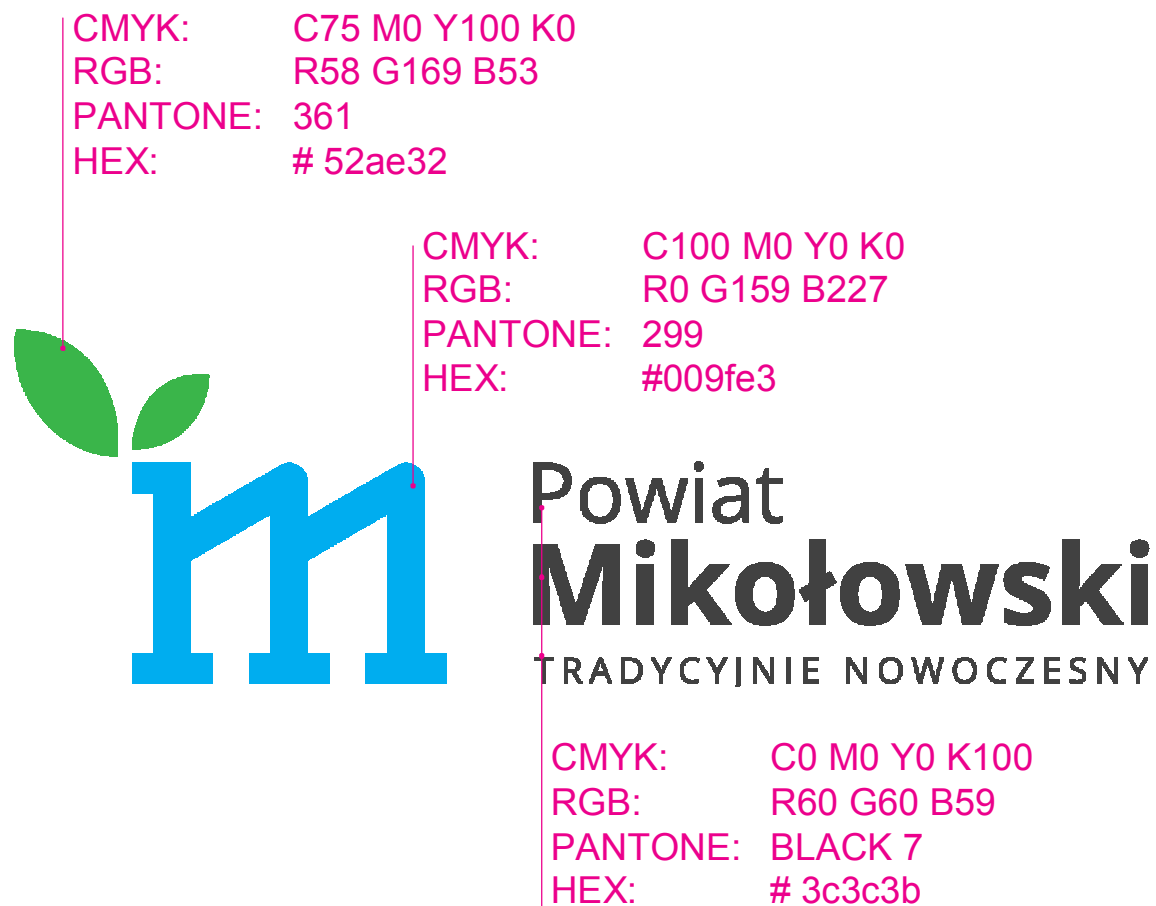 CMYK: C75 M0 Y100 K0
RGB: R58 G169 B53
PANTONE: 361
HEX: # 52ae32
CMYK: C100 M0 Y0 K0
RGB: R0 G159 B227
PANTONE: 299
HEX: #009fe3
m
Powiat
Mikołowski
TRADYCYJNIE NOWOCZESNY
CMYK: C0 M0 Y0 K100
RGB: R60 G60 B59
PANTONE: BLACK 7
HEX: # 3c3c3b